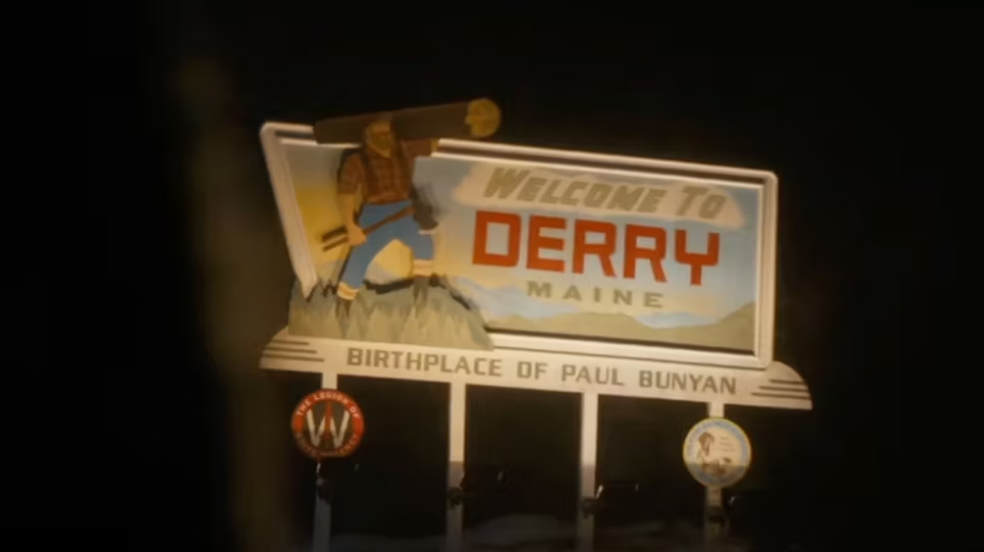 WELCOME TO
DERRY
MAINE
BIRTHPLACE OF PAUL BUNYAN
THE LEGION OF
W